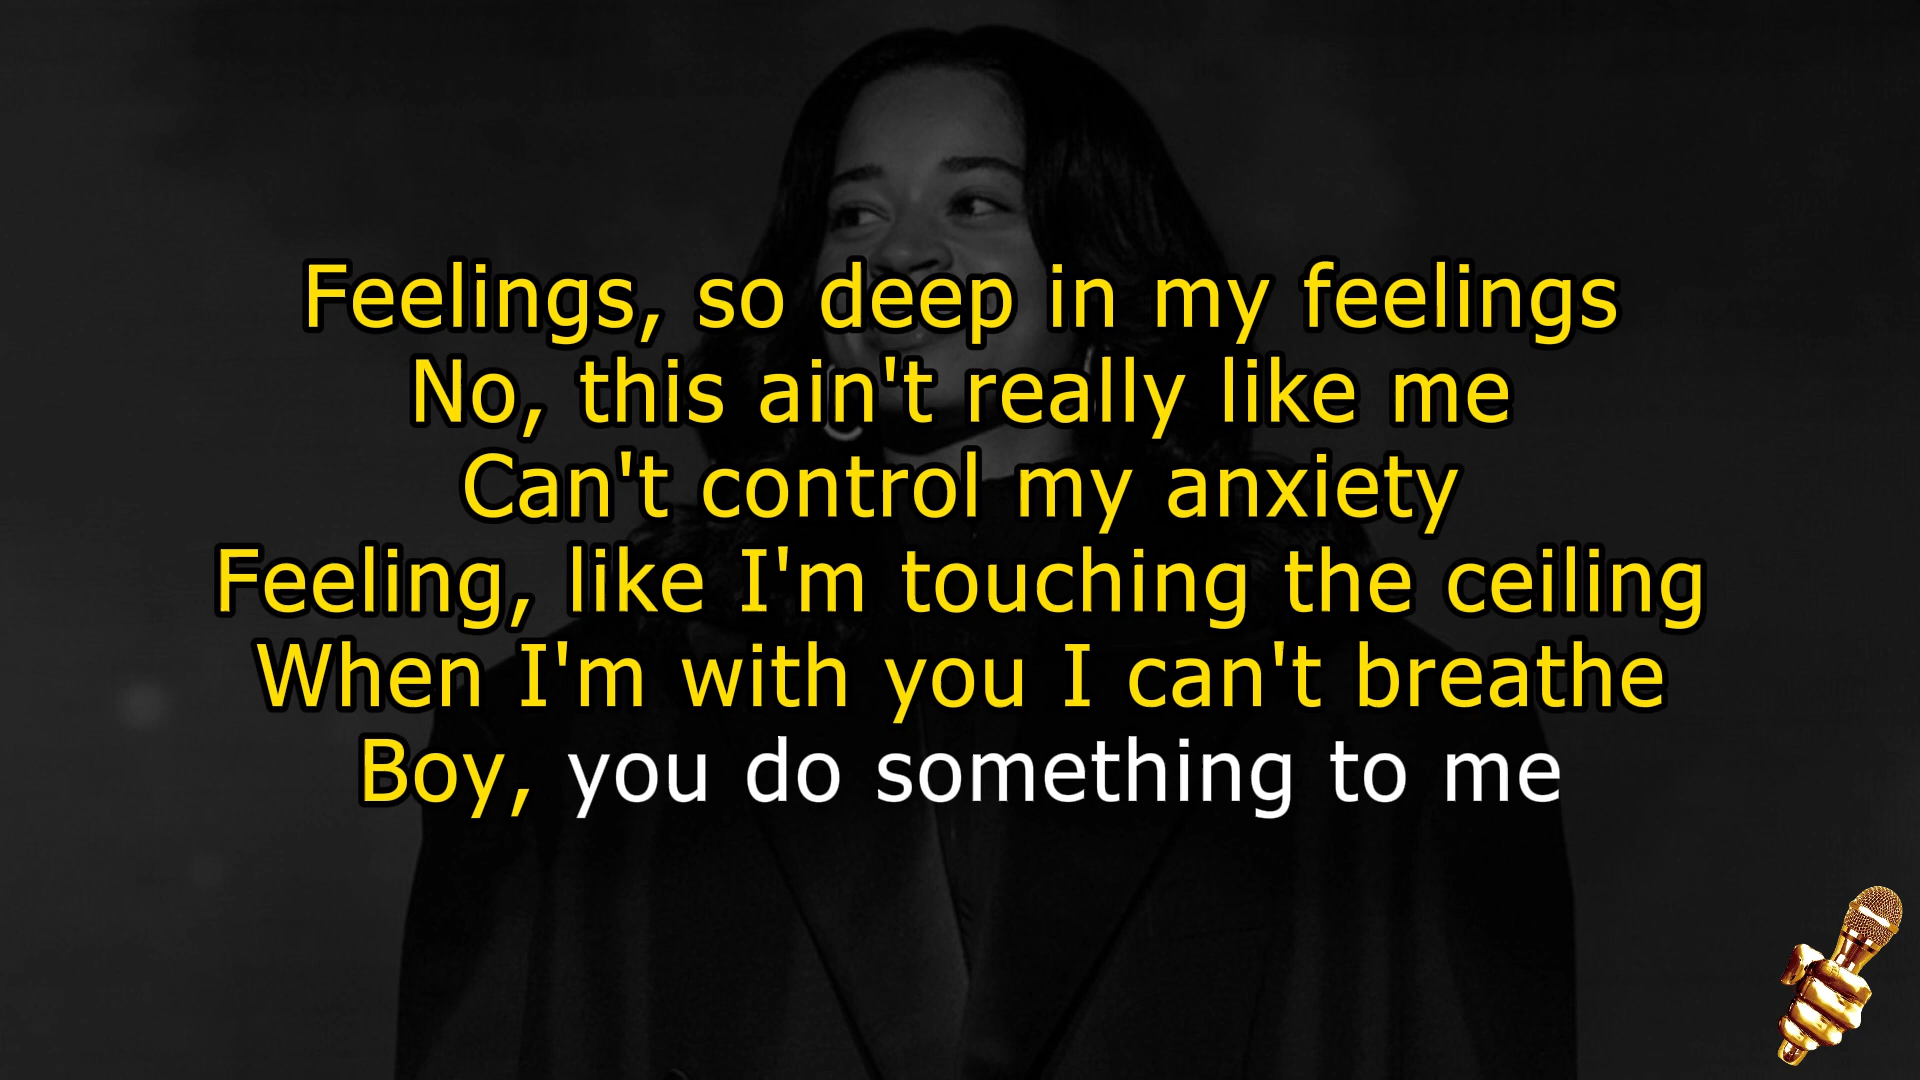 Feelings, so deep in my feelings
No, this ain't really like me
Can't control my anxiety
Feeling, like I'm touching the ceiling
When I'm with you I can't breathe
Boy, you do something to me